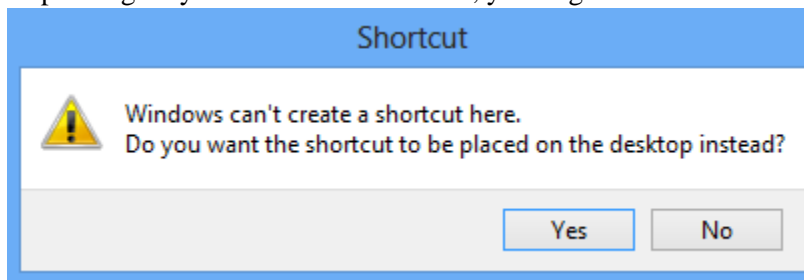 Shortcut
Windows can't create a shortcut here.
Do you want the shortcut to be placed on the desktop instead?
Yes No